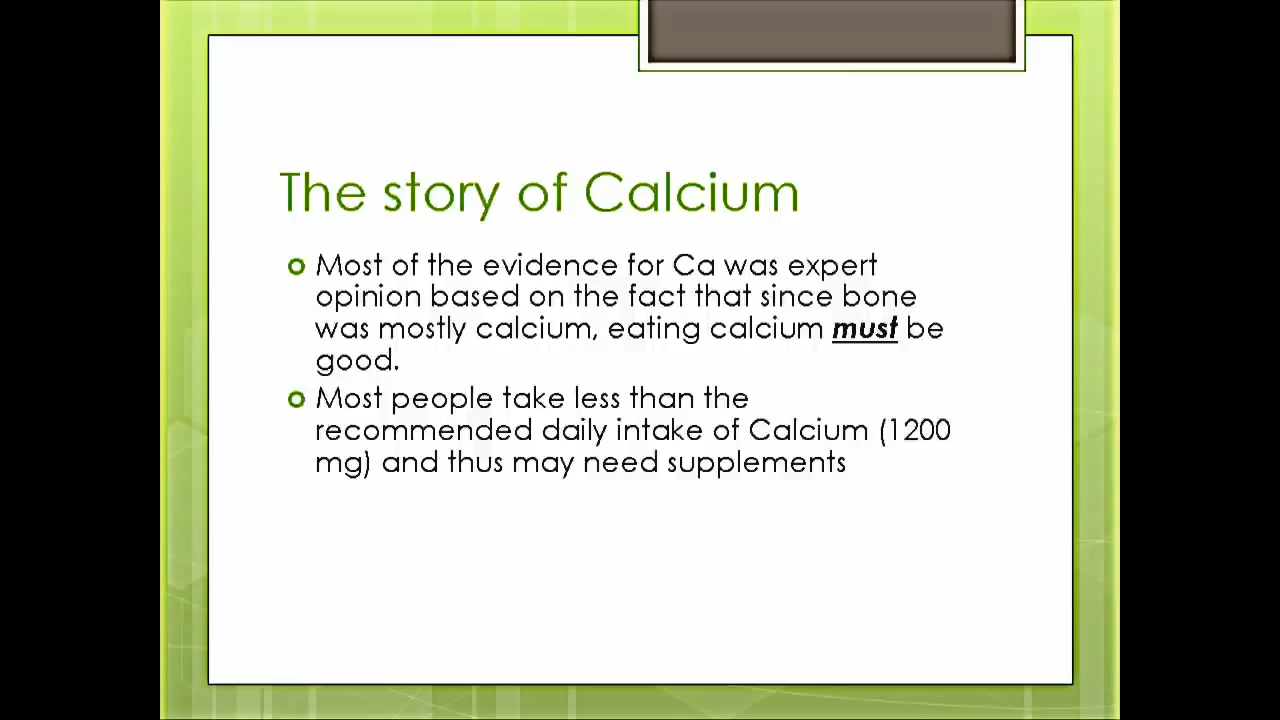 The story of Calcium
Most of the evidence for Ca was expert
opinion based on the fact that since bone
was mostly calcium, eating calcium must be
good.
Most people take less than the
recommended daily intake of Calcium (1200
mg) and thus may need supplements